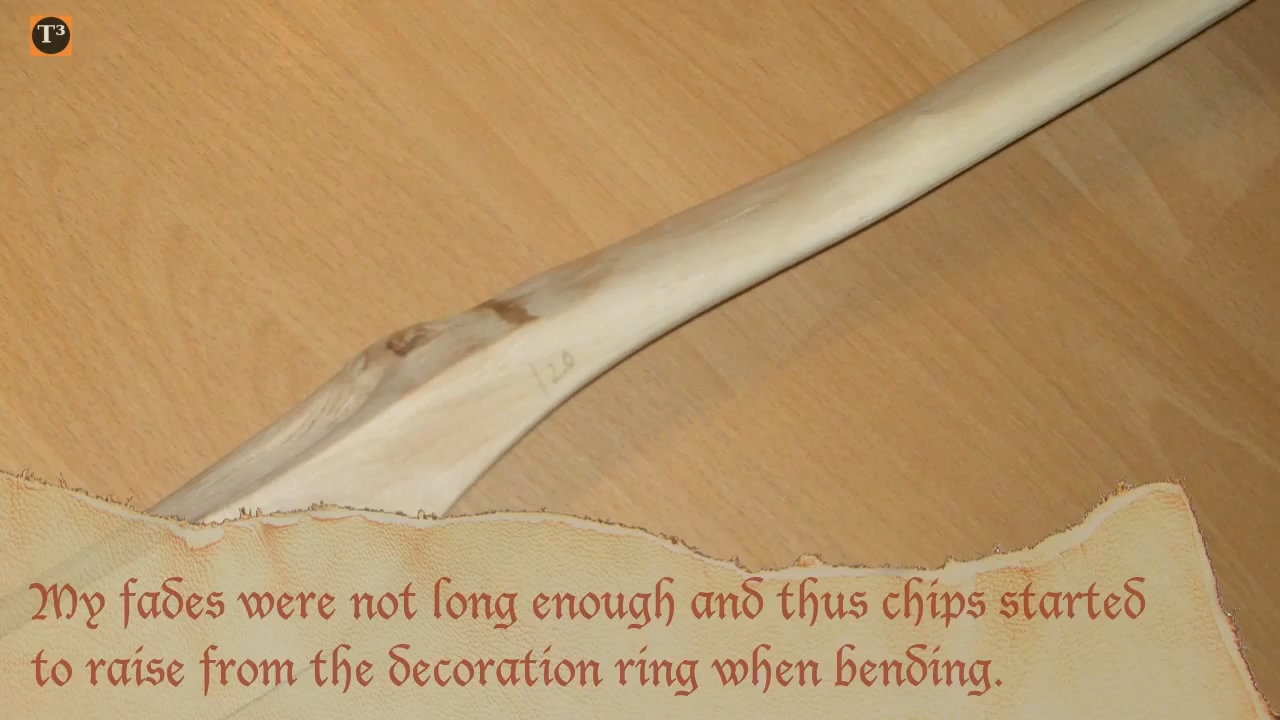 T³
120
My fades were not long enough and thus chips started
to raise from the decoration ring when bending.